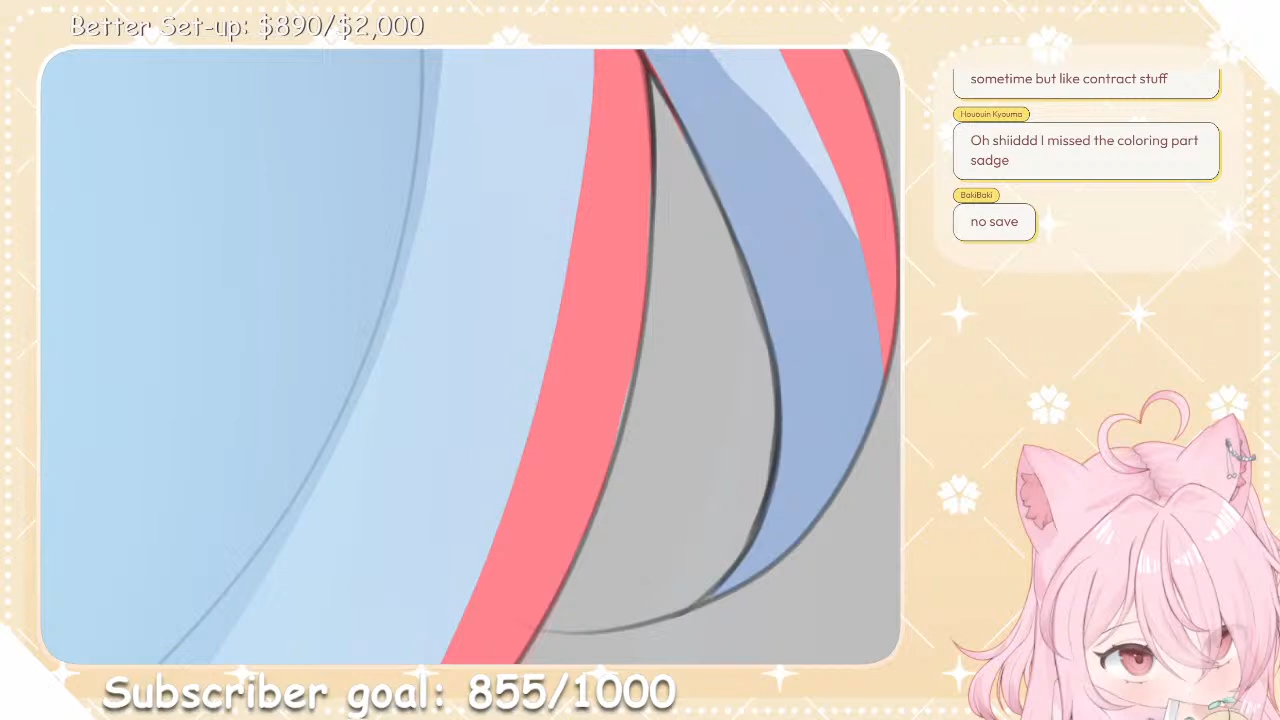 Better Set-up: $890/$2,000
sometime but like contract stuff
Hououin Kyouma
Oh shiiddd I missed the coloring part
sadge
BakiBaki
no save
Subscriber goal: 855/1000